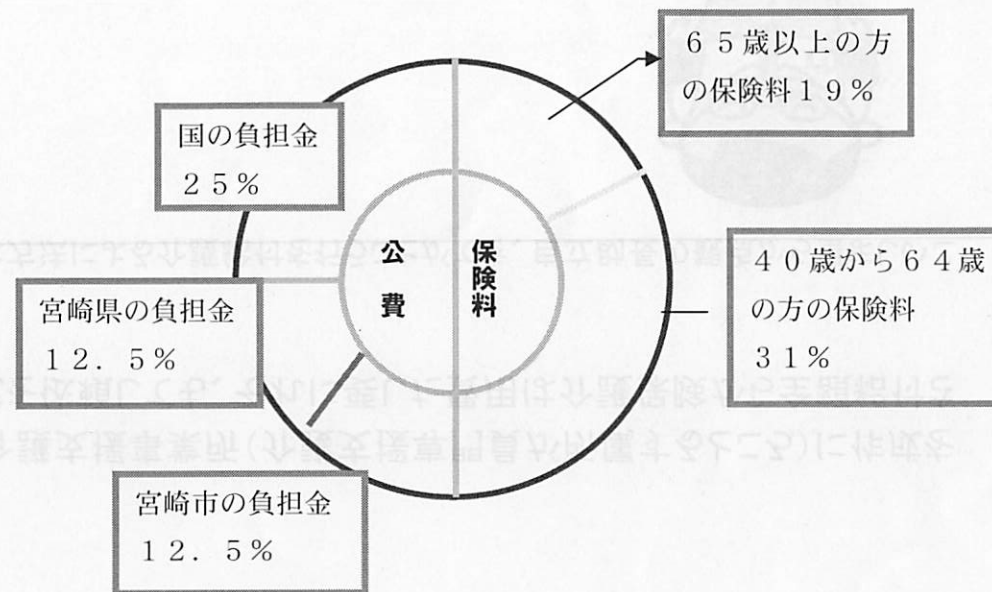 ６５歳以上の方
の保険料１９％
国の負担金
２５％
公費
保険料
４０歳から６４歳
の方の保険料
３１％
宮崎県の負担金
１２．５％
宮崎市の負担金
１２．５％